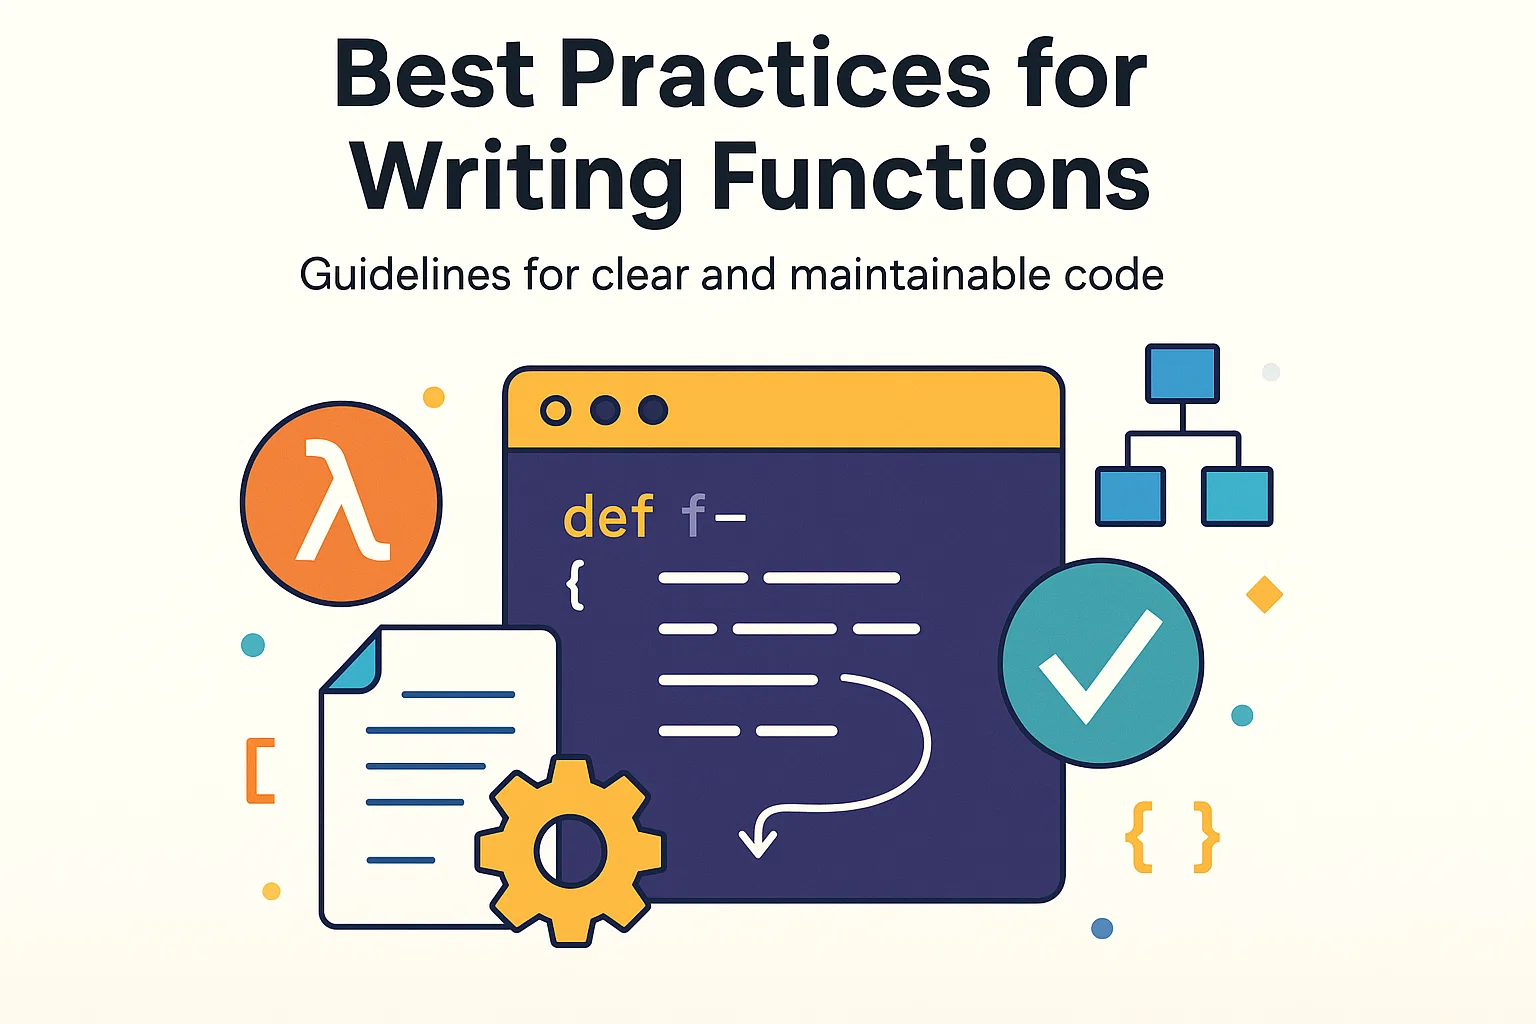 Best Practices for
Writing Functions
Guidelines for clear and maintainable code
λ
def f–
{
[
{ }